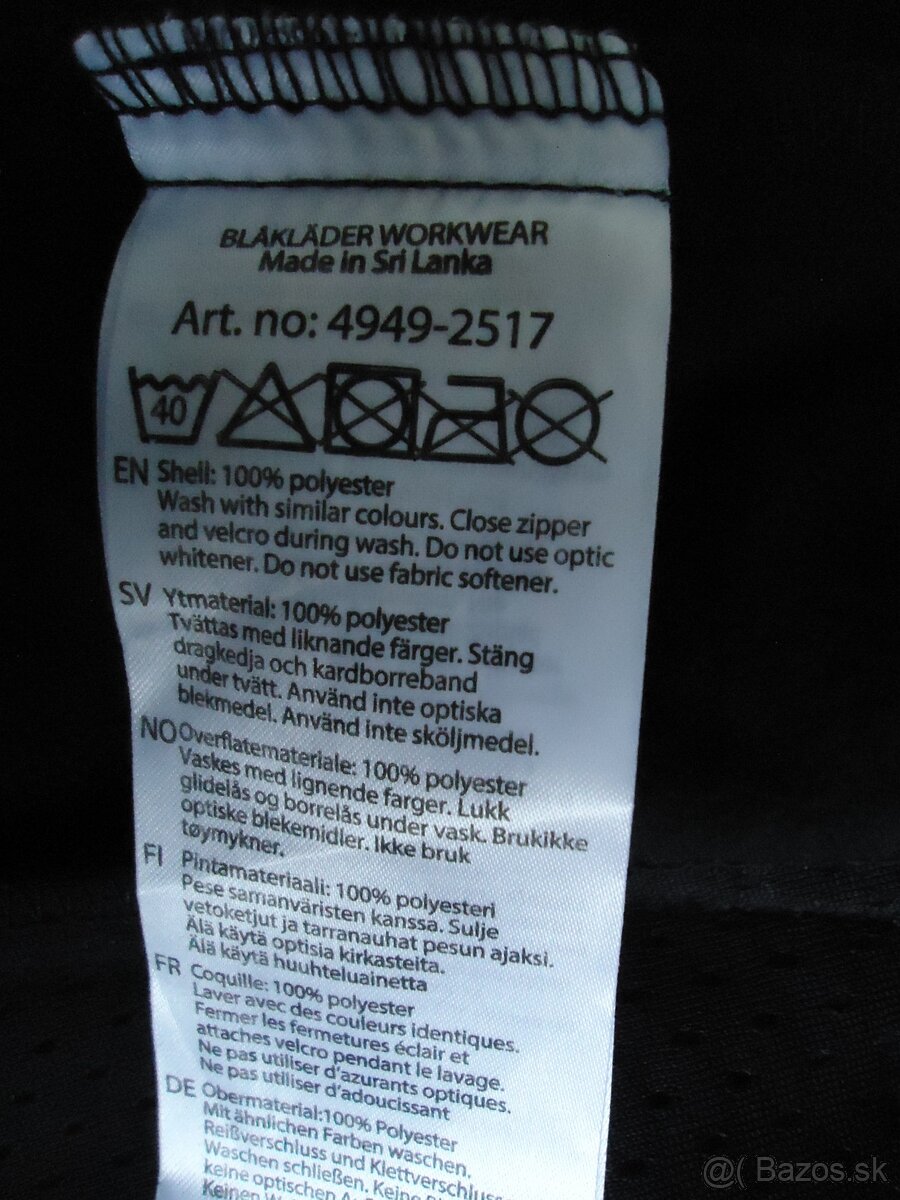 BLÅKLÄDER WORKWEAR
Made in Sri Lanka
Art. no: 4949-2517
40
EN Shell: 100% polyester
Wash with similar colours. Close zipper
and velcro during wash. Do not use optic
whitener. Do not use fabric softener.
SV Ytmaterial: 100% polyester
Tvättas med liknande färger. Stäng
dragkedja och kardborreband
under tvätt. Använd inte optiska
blekmedel. Använd inte sköljmedel.
NO Overflatemateriale: 100% polyester
Vaskes med lignende farger. Lukk
glidelås og borrelås under vask. Brukikke
optiske blekemidler. Ikke bruk
tøymykner.
FI Pintamateriaali: 100% polyesteri
Pese samanväristen kanssa. Sulje
vetoketjut ja tarranauhat pesun ajaksi.
Älä käytä optisia kirkasteita.
Älä käytä huuhteluainetta
FR Coquille: 100% polyester
Laver avec des couleurs identiques.
Fermer les fermetures éclair et
attaches velcro pendant le lavage.
Ne pas utiliser d'azurants optiques.
Ne pas utiliser d'adoucissant
DE Obermaterial:100% Polyester
Mit ähnlichen Farben waschen.
Reißverschluss und Klettverschluss
Waschen schließen. Keine
keine optischen
Keinen
@( Bazos.sk